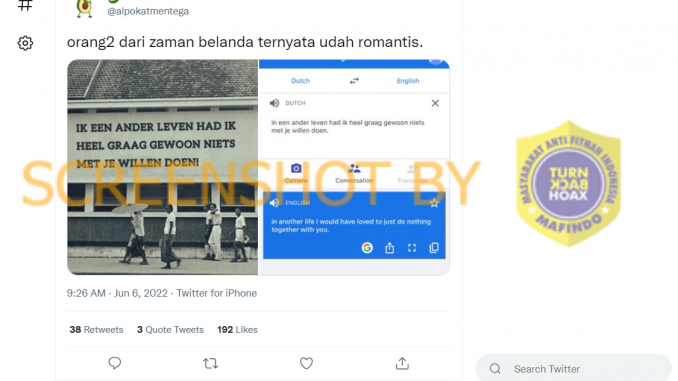 @alpokatmentega
orang2 dari zaman belanda ternyata udah romantis.
IK EEN ANDER LEVEN HAD IK
HEEL GRAAG GEWOON NIETS
MET JE WILLEN DOEN!
Dutch
English
DUTCH
in een ander leven had ik heel graag gewoon niets
met je willen doen.
Camera
Conversation
Transcribe
ENGLISH
in another life I would have loved to just do nothing
together with you.
SCREENSHOT BY
MASYARAKAT ANTI FITNAH INDONESIA
TURN
BACK
HOAX
MAFINDO
9:26 AM · Jun 6, 2022 · Twitter for iPhone
38 Retweets 3 Quote Tweets 192 Likes
Search Twitter